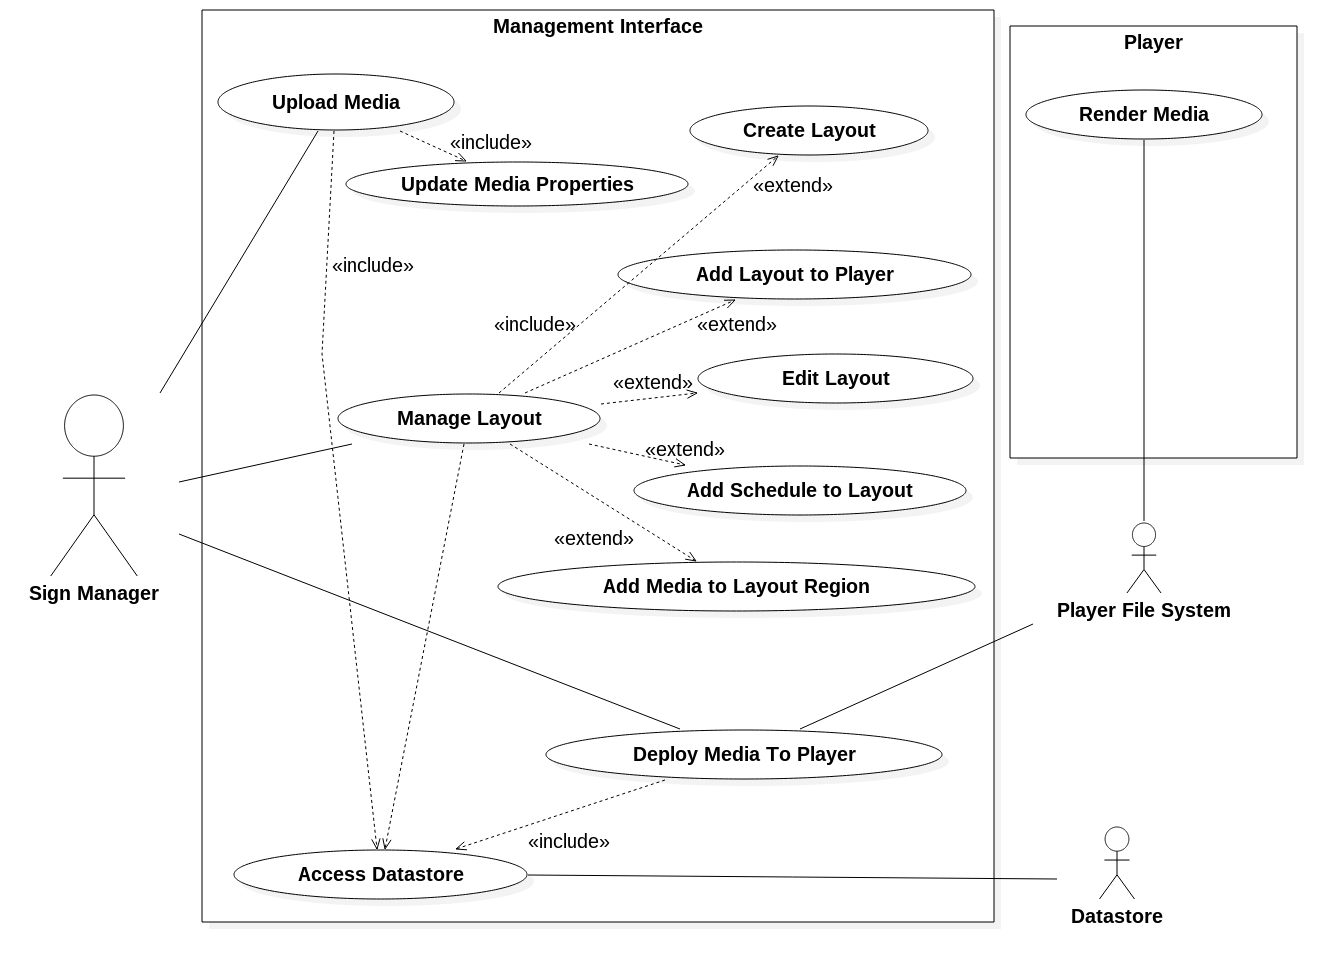 Management Interface
Player
Upload Media
Render Media
Create Layout
«include»
Update Media Properties
«extend»
«include»
Add Layout to Player
«include»
«extend»
Edit Layout
«extend»
Manage Layout
«extend»
Add Schedule to Layout
«extend»
Add Media to Layout Region
Sign Manager
Player File System
Deploy Media To Player
«include»
Access Datastore
Datastore